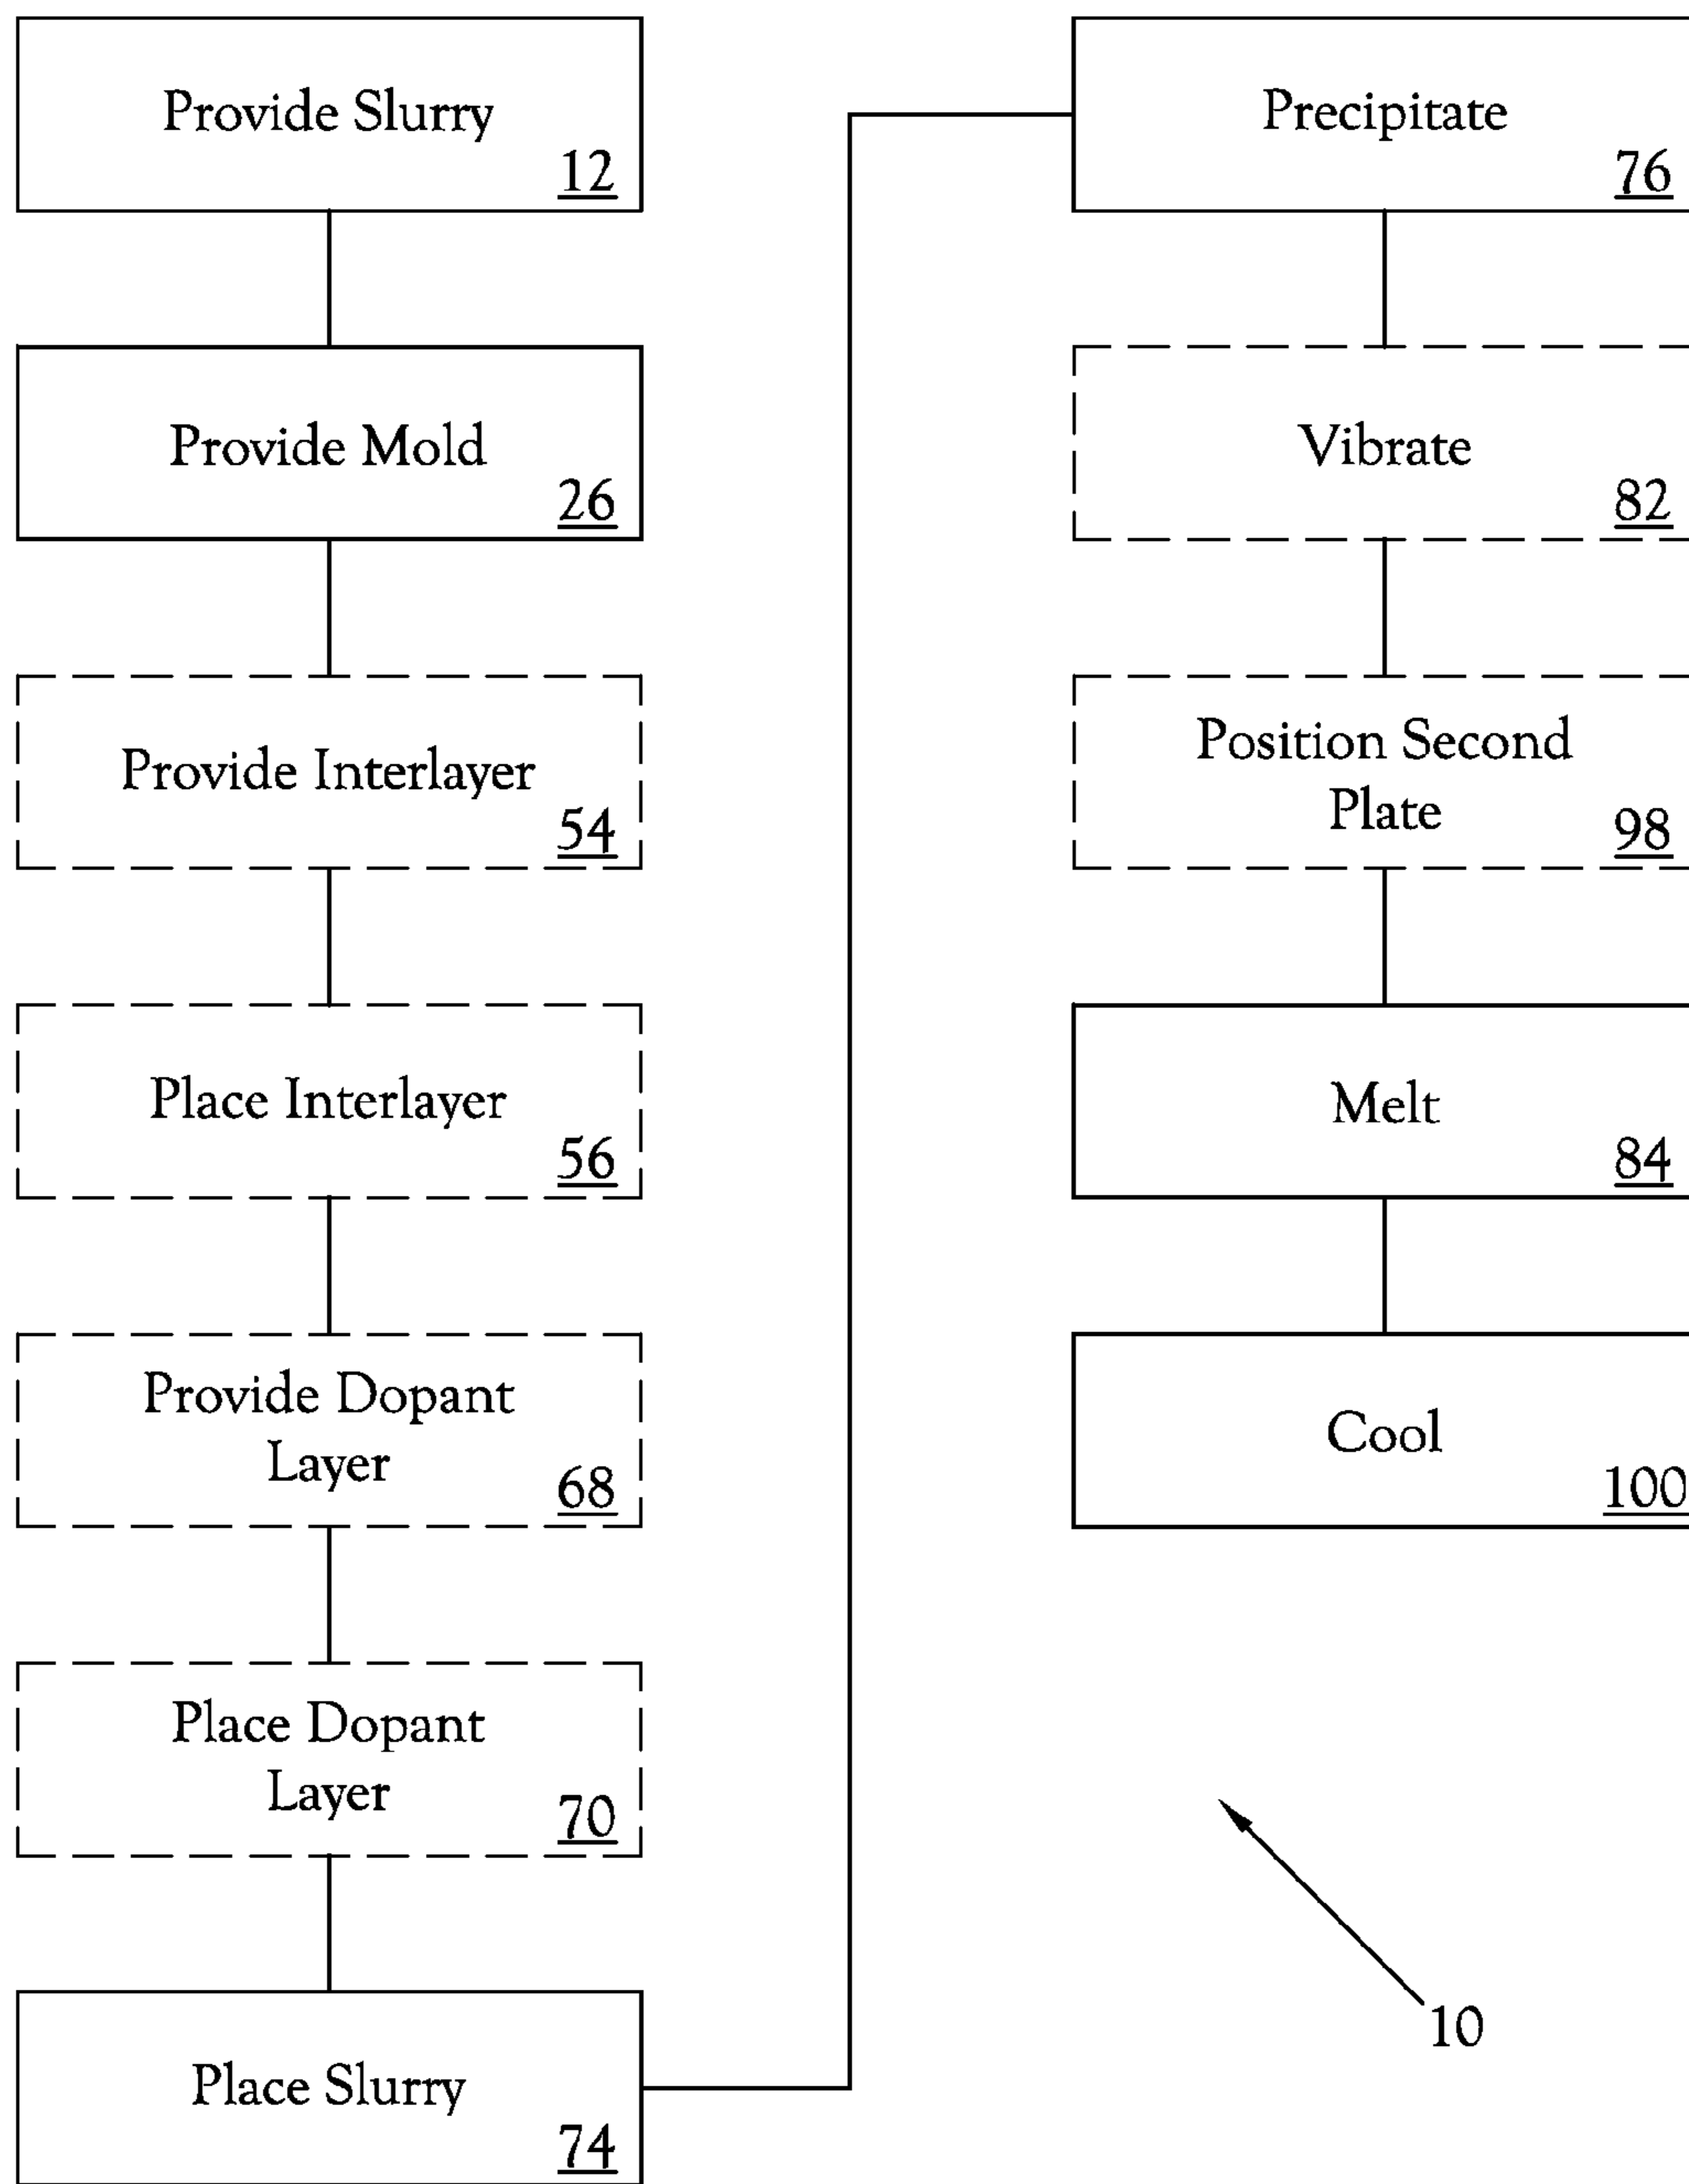 Provide Slurry
12
Provide Mold
26
Provide Interlayer
54
Place Interlayer
56
Provide Dopant
Layer
68
Place Dopant
Layer
70
Place Slurry
74
Precipitate
76
Vibrate
82
Position Second
Plate
98
Melt
84
Cool
100
10